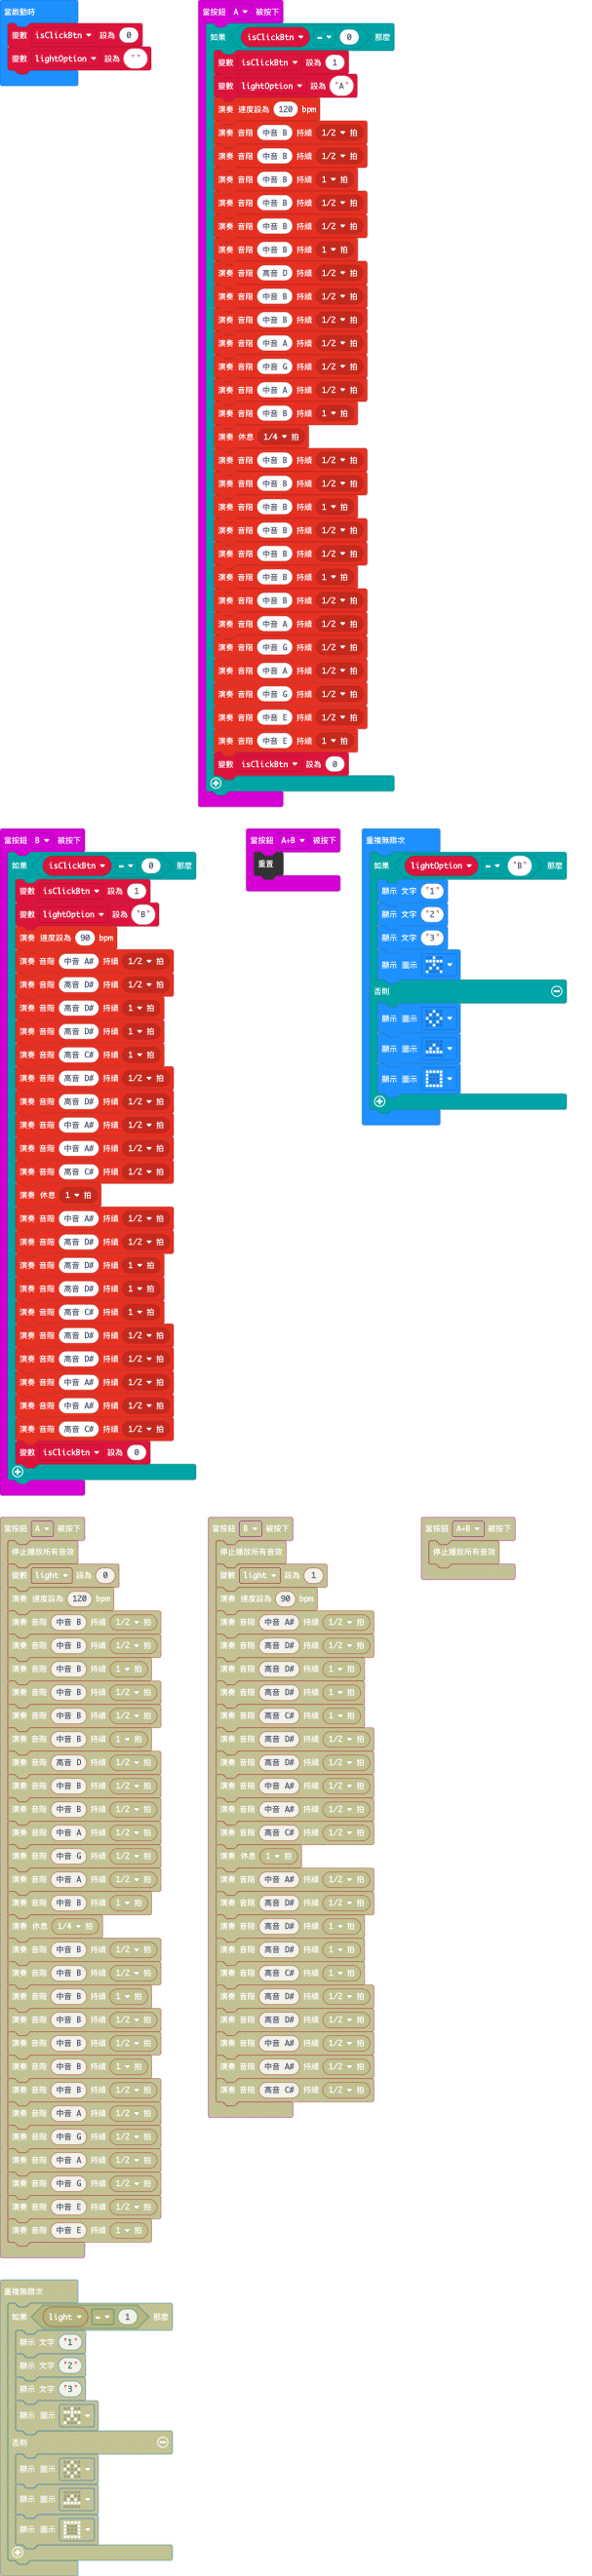 當啟動時
變數 isClickBtn 設為 0
變數 lightOption 設為 ""
當按鈕 A 被按下
如果 isClickBtn = 0 那麼
變數 isClickBtn 設為 1
變數 lightOption 設為 "A"
演奏 速度設為 120 bpm
演奏 音階 中音 B 持續 1/2 拍
演奏 音階 中音 B 持續 1/2 拍
演奏 音階 中音 B 持續 1 拍
演奏 音階 中音 B 持續 1/2 拍
演奏 音階 中音 B 持續 1/2 拍
演奏 音階 中音 B 持續 1 拍
演奏 音階 高音 D 持續 1/2 拍
演奏 音階 中音 B 持續 1/2 拍
演奏 音階 中音 B 持續 1/2 拍
演奏 音階 中音 A 持續 1/2 拍
演奏 音階 中音 G 持續 1/2 拍
演奏 音階 中音 A 持續 1/2 拍
演奏 音階 中音 B 持續 1 拍
演奏 休息 1/4 拍
演奏 音階 中音 B 持續 1/2 拍
演奏 音階 中音 B 持續 1/2 拍
演奏 音階 中音 B 持續 1 拍
演奏 音階 中音 B 持續 1/2 拍
演奏 音階 中音 B 持續 1/2 拍
演奏 音階 中音 B 持續 1 拍
演奏 音階 中音 B 持續 1/2 拍
演奏 音階 中音 A 持續 1/2 拍
演奏 音階 中音 G 持續 1/2 拍
演奏 音階 中音 A 持續 1/2 拍
演奏 音階 中音 G 持續 1/2 拍
演奏 音階 中音 E 持續 1/2 拍
演奏 音階 中音 E 持續 1 拍
變數 isClickBtn 設為 0
當按鈕 B 被按下
如果 isClickBtn = 0 那麼
變數 isClickBtn 設為 1
變數 lightOption 設為 "B"
演奏 速度設為 90 bpm
演奏 音階 中音 A# 持續 1/2 拍
演奏 音階 高音 D# 持續 1/2 拍
演奏 音階 高音 D# 持續 1 拍
演奏 音階 高音 D# 持續 1 拍
演奏 音階 高音 C# 持續 1 拍
演奏 音階 高音 D# 持續 1/2 拍
演奏 音階 高音 D# 持續 1/2 拍
演奏 音階 中音 A# 持續 1/2 拍
演奏 音階 中音 A# 持續 1/2 拍
演奏 音階 高音 C# 持續 1/2 拍
演奏 休息 1 拍
演奏 音階 中音 A# 持續 1/2 拍
演奏 音階 高音 D# 持續 1/2 拍
演奏 音階 高音 D# 持續 1 拍
演奏 音階 高音 D# 持續 1 拍
演奏 音階 高音 C# 持續 1 拍
演奏 音階 高音 D# 持續 1/2 拍
演奏 音階 高音 D# 持續 1/2 拍
演奏 音階 中音 A# 持續 1/2 拍
演奏 音階 中音 A# 持續 1/2 拍
演奏 音階 高音 C# 持續 1/2 拍
變數 isClickBtn 設為 0
當按鈕 A+B 被按下
重置
重複無限次
如果 lightOption = "B" 那麼
顯示 文字 "1"
顯示 文字 "2"
顯示 文字 "3"
顯示 圖示
否則
顯示 圖示
顯示 圖示
顯示 圖示
當按鈕 A 被按下
停止播放所有音效
變數 light 設為 0
演奏 速度設為 120 bpm
演奏 音階 中音 B 持續 1/2 拍
演奏 音階 中音 B 持續 1/2 拍
演奏 音階 中音 B 持續 1 拍
演奏 音階 中音 B 持續 1/2 拍
演奏 音階 中音 B 持續 1/2 拍
演奏 音階 中音 B 持續 1 拍
演奏 音階 高音 D 持續 1/2 拍
演奏 音階 中音 B 持續 1/2 拍
演奏 音階 中音 B 持續 1/2 拍
演奏 音階 中音 A 持續 1/2 拍
演奏 音階 中音 G 持續 1/2 拍
演奏 音階 中音 A 持續 1/2 拍
演奏 音階 中音 B 持續 1 拍
演奏 休息 1/4 拍
演奏 音階 中音 B 持續 1/2 拍
演奏 音階 中音 B 持續 1/2 拍
演奏 音階 中音 B 持續 1 拍
演奏 音階 中音 B 持續 1/2 拍
演奏 音階 中音 B 持續 1/2 拍
演奏 音階 中音 B 持續 1 拍
演奏 音階 中音 B 持續 1/2 拍
演奏 音階 中音 A 持續 1/2 拍
演奏 音階 中音 G 持續 1/2 拍
演奏 音階 中音 A 持續 1/2 拍
演奏 音階 中音 G 持續 1/2 拍
演奏 音階 中音 E 持續 1/2 拍
演奏 音階 中音 E 持續 1 拍
當按鈕 B 被按下
停止播放所有音效
變數 light 設為 1
演奏 速度設為 90 bpm
演奏 音階 中音 A# 持續 1/2 拍
演奏 音階 高音 D# 持續 1/2 拍
演奏 音階 高音 D# 持續 1 拍
演奏 音階 高音 D# 持續 1 拍
演奏 音階 高音 C# 持續 1 拍
演奏 音階 高音 D# 持續 1/2 拍
演奏 音階 高音 D# 持續 1/2 拍
演奏 音階 中音 A# 持續 1/2 拍
演奏 音階 中音 A# 持續 1/2 拍
演奏 音階 高音 C# 持續 1/2 拍
演奏 休息 1 拍
演奏 音階 中音 A# 持續 1/2 拍
演奏 音階 高音 D# 持續 1/2 拍
演奏 音階 高音 D# 持續 1 拍
演奏 音階 高音 D# 持續 1 拍
演奏 音階 高音 C# 持續 1 拍
演奏 音階 高音 D# 持續 1/2 拍
演奏 音階 高音 D# 持續 1/2 拍
演奏 音階 中音 A# 持續 1/2 拍
演奏 音階 中音 A# 持續 1/2 拍
演奏 音階 高音 C# 持續 1/2 拍
當按鈕 A+B 被按下
停止播放所有音效
重複無限次
如果 light = 1 那麼
顯示 文字 "1"
顯示 文字 "2"
顯示 文字 "3"
顯示 圖示
否則
顯示 圖示
顯示 圖示
顯示 圖示